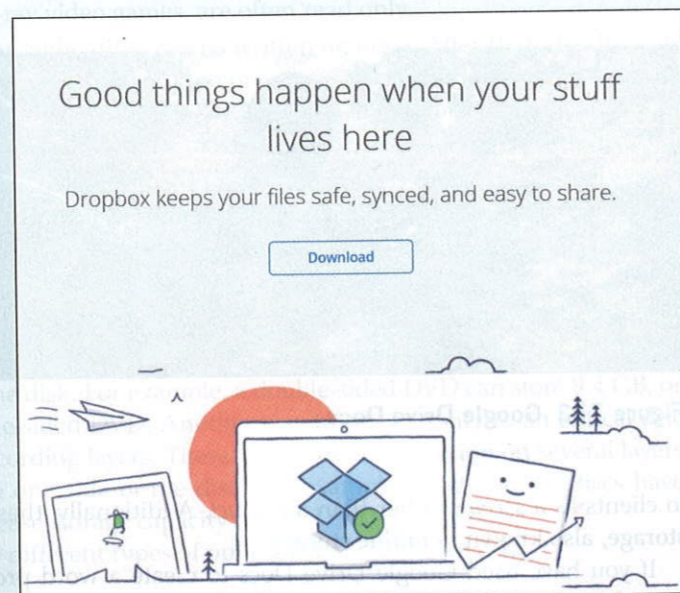 Good things happen when your stuff
lives here
Dropbox keeps your files safe, synced, and easy to share.
Download